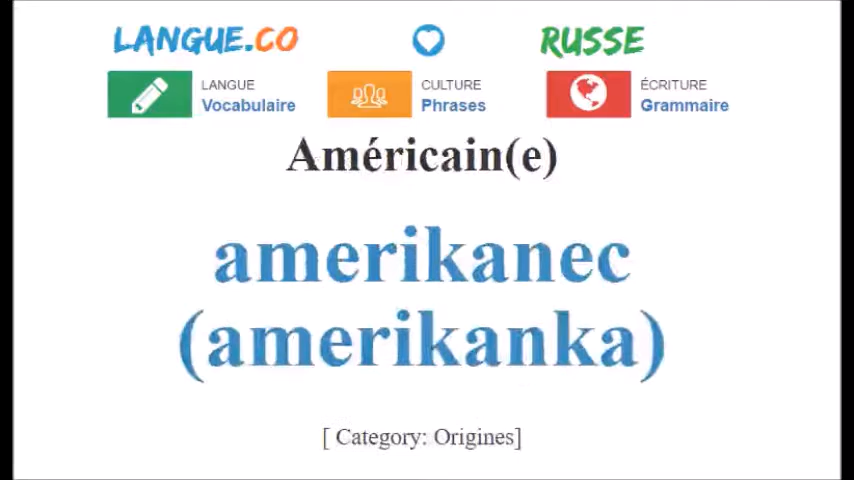 LANGUE.CO RUSSE
LANGUE CULTURE ÉCRITURE
Vocabulaire Phrases Grammaire
Américain(e)
amerikanec
(amerikanka)
[ Category: Origines]